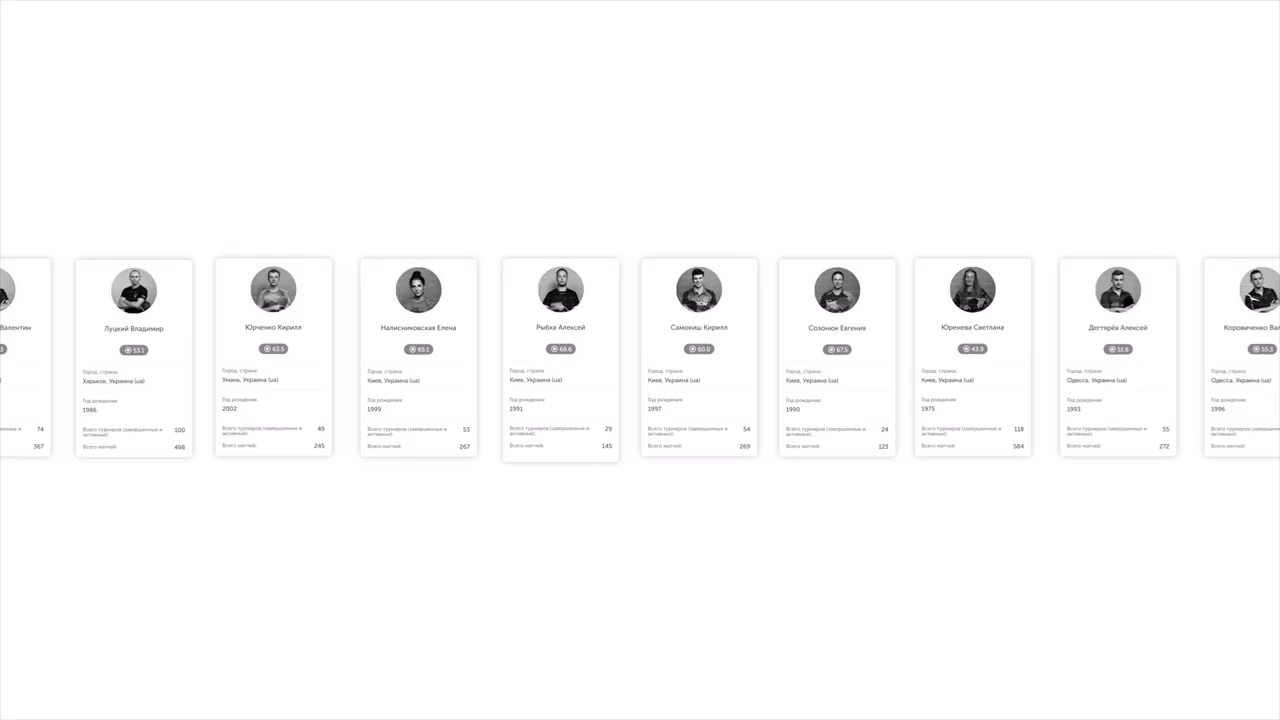 Валентин
74
367
Луцкий Владимир
53.1
Город, страна:
Харьков, Украина (ua)
Год рождения:
1986
Всего турниров (завершенные и
активные):
100
Всего матчей:
498
Юрченко Кирилл
63.6
Город, страна:
Умань, Украина (ua)
Год рождения:
2002
Всего турниров (завершенные и
активные):
49
Всего матчей:
245
Налисниковская Елена
65.1
Город, страна:
Киев, Украина (ua)
Год рождения:
1999
Всего турниров (завершенные и
активные):
53
Всего матчей:
267
Рыбка Алексей
68.6
Город, страна:
Киев, Украина (ua)
Год рождения:
1991
Всего турниров (завершенные и
активные):
29
Всего матчей:
145
Самокиш Кирилл
60.0
Город, страна:
Киев, Украина (ua)
Год рождения:
1997
Всего турниров (завершенные и
активные):
54
Всего матчей:
269
Созонюк Евгения
67.5
Город, страна:
Киев, Украина (ua)
Год рождения:
1990
Всего турниров (завершенные и
активные):
24
Всего матчей:
123
Юренева Светлана
43.9
Город, страна:
Киев, Украина (ua)
Год рождения:
1975
Всего турниров (завершенные и
активные):
118
Всего матчей:
584
Дегтярёв Алексей
51.6
Город, страна:
Одесса, Украина (ua)
Год рождения:
1993
Всего турниров (завершенные и
активные):
55
Всего матчей:
272
Коровиченко
55.3
Город, страна:
Одесса, Украина (ua)
Год рождения:
1996
Всего турниров (завершенные
активные):
Всего матчей: